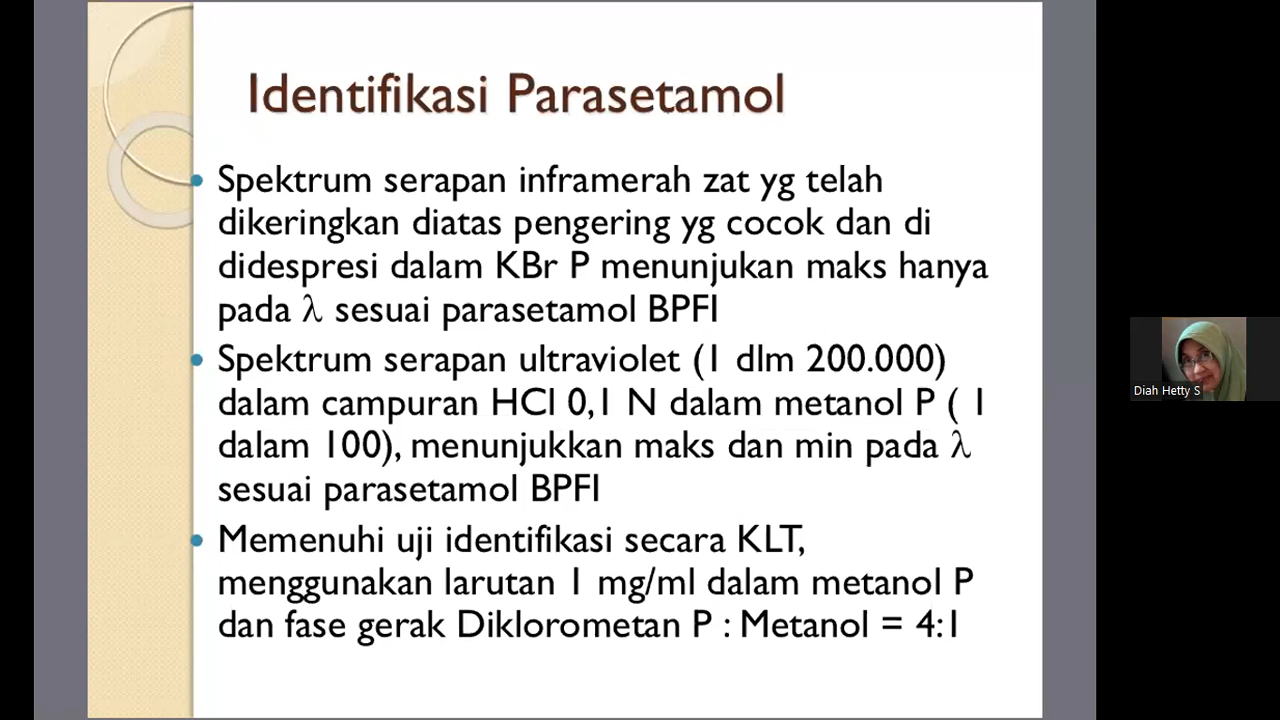 Identifikasi Parasetamol
• Spektrum serapan inframerah zat yg telah
dikeringkan diatas pengering yg cocok dan di
didespresi dalam KBr P menunjukan maks hanya
pada λ sesuai parasetamol BPFI
• Spektrum serapan ultraviolet (1 dlm 200.000)
dalam campuran HCl 0,1 N dalam metanol P ( 1
dalam 100), menunjukkan maks dan min pada λ
sesuai parasetamol BPFI
• Memenuhi uji identifikasi secara KLT,
menggunakan larutan 1 mg/ml dalam metanol P
dan fase gerak Diklorometan P : Metanol = 4:1
Diah Hetty S